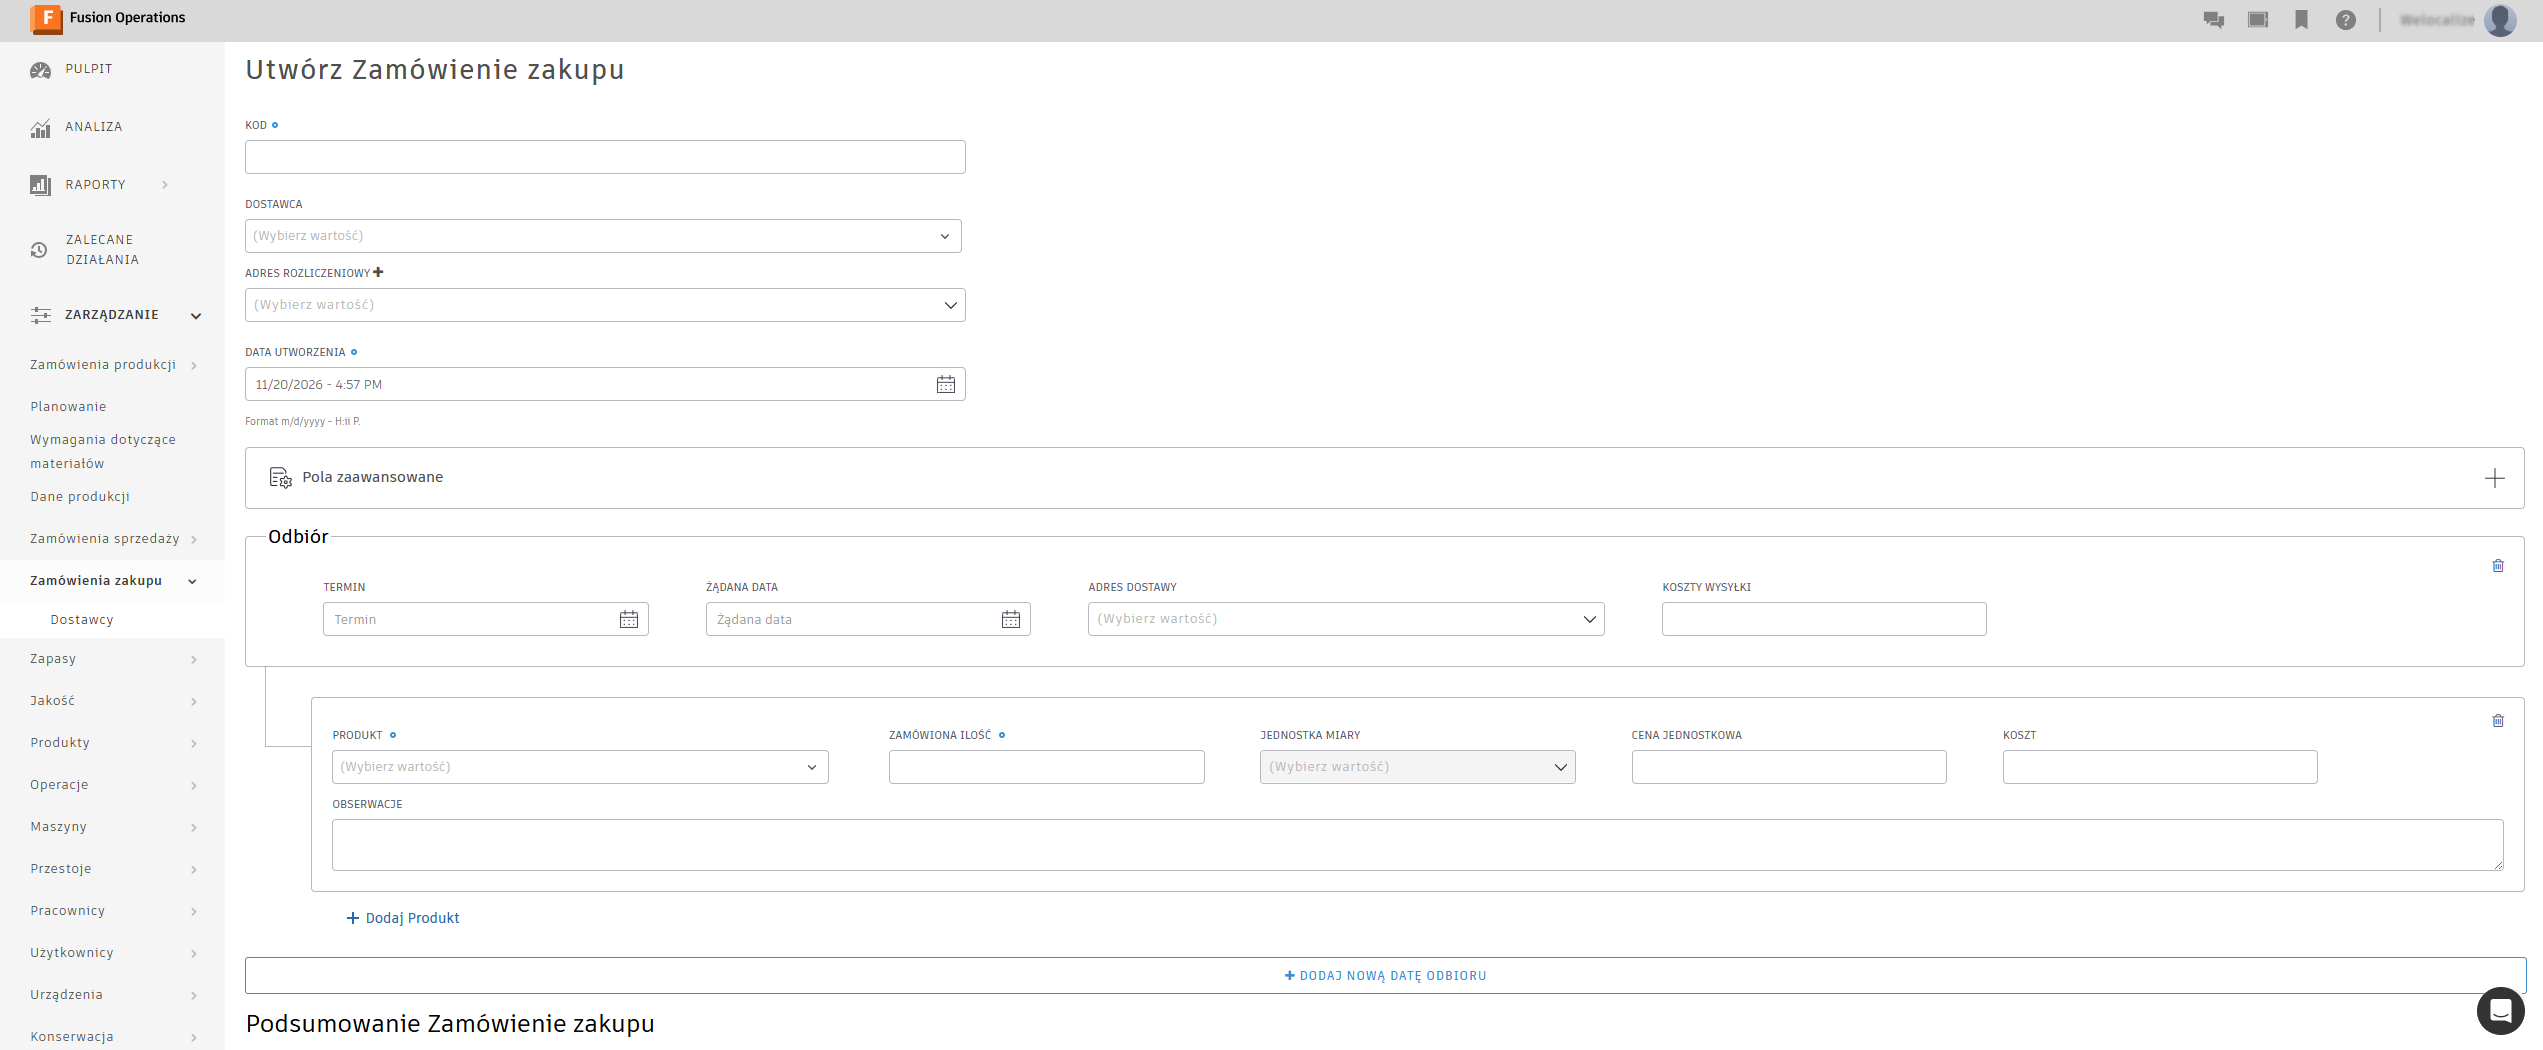 F Fusion Operations
PULPIT
ANALIZA
RAPORTY
ZALECANE
DZIAŁANIA
ZARZĄDZANIE
Zamówienia produkcji
Planowanie
Wymagania dotyczące
materiałów
Dane produkcji
Zamówienia sprzedaży
Zamówienia zakupu
Dostawcy
Zapasy
Jakość
Produkty
Operacje
Maszyny
Przestoje
Pracownicy
Użytkownicy
Urządzenia
Konserwacja
Utwórz Zamówienie zakupu
KOD
DOSTAWCA
(Wybierz wartość)
ADRES ROZLICZENIOWY
(Wybierz wartość)
DATA UTWORZENIA
11/20/2026 - 4:57 PM
Format m/d/yyyy - H:ii P.
Pola zaawansowane
Odbiór
TERMIN ŻĄDANA DATA ADRES DOSTAWY KOSZTY WYSYŁKI
Termin Żądana data (Wybierz wartość)
PRODUKT ZAMÓWIONA ILOŚĆ JEDNOSTKA MIARY CENA JEDNOSTKOWA KOSZT
(Wybierz wartość) (Wybierz wartość)
OBSERWACJE
+ Dodaj Produkt
+ DODAJ NOWĄ DATĘ ODBIORU
Podsumowanie Zamówienie zakupu